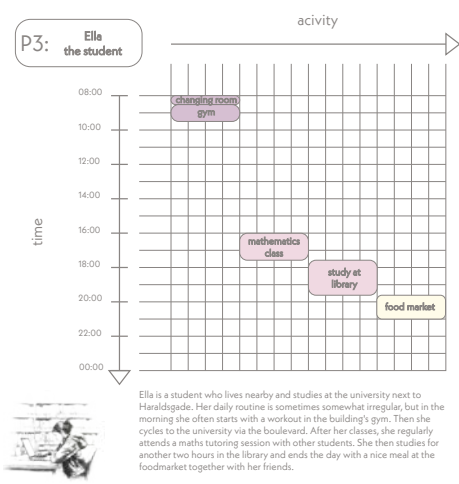 acivity
P3:
Ella
the student
08:00
changing room
gym
10:00
12:00
14:00
time
16:00
mathematics
class
18:00
study at
library
20:00
food market
22:00
00:00
Ella is a student who lives nearby and studies at the university next to
Haraldsgade. Her daily routine is sometimes somewhat irregular, but in the
morning she often starts with a workout in the building's gym. Then she
cycles to the university via the boulevard. After her classes, she regularly
attends a maths tutoring session with other students. She then studies for
another two hours in the library and ends the day with a nice meal at the
foodmarket together with her friends.